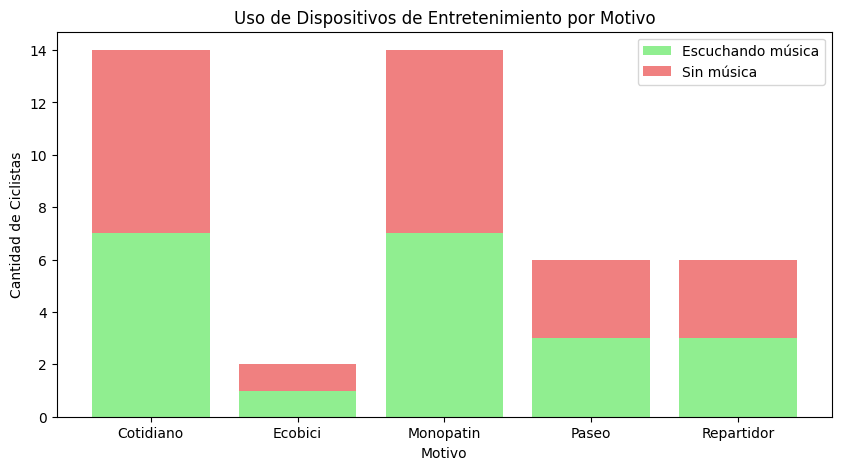 Uso de Dispositivos de Entretenimiento por Motivo
Escuchando música
Sin música
Cantidad de Ciclistas
14
12
10
8
6
4
2
0
Cotidiano Ecobici Monopatin Paseo Repartidor
Motivo